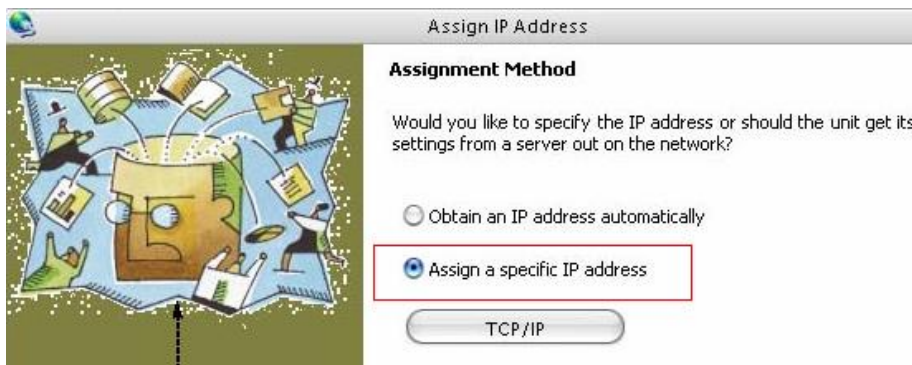 Assign IP Address
Assignment Method
Would you like to specify the IP address or should the unit get its
settings from a server out on the network?
Obtain an IP address automatically
Assign a specific IP address
TCP/IP